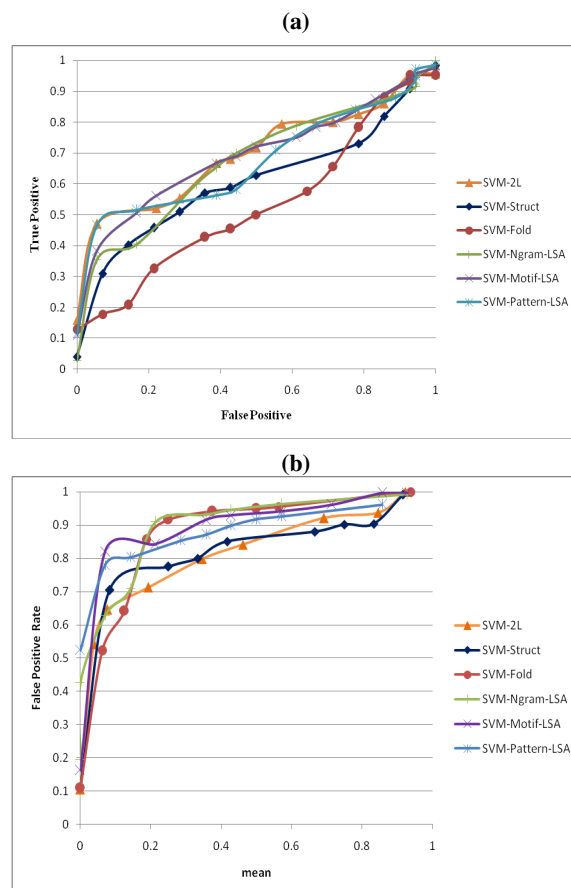 (a)
1
0.9
0.8
0.7
0.6
0.5
0.4
0.3
0.2
0.1
0
True Positive
0 0.2 0.4 0.6 0.8 1
False Positive
SVM-2L
SVM-Struct
SVM-Fold
SVM-Ngram-LSA
SVM-Motif-LSA
SVM-Pattern-LSA
(b)
1
0.9
0.8
0.7
0.6
0.5
0.4
0.3
0.2
0.1
0
False Positive Rate
0 0.2 0.4 0.6 0.8 1
mean
SVM-2L
SVM-Struct
SVM-Fold
SVM-Ngram-LSA
SVM-Motif-LSA
SVM-Pattern-LSA